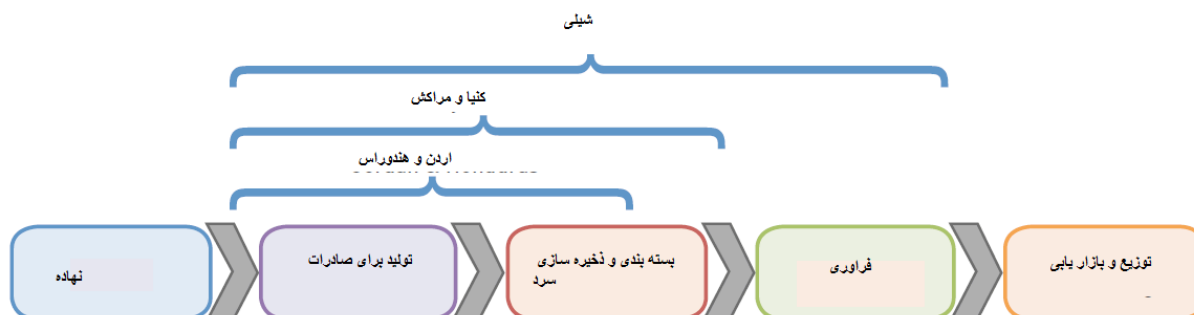 شیلی
کنیا و مراکش
اردن و هندوراس
نهاده
تولید برای صادرات
بسته بندی و ذخیره سازی
سرد
فراوری
توزیع و بازار یابی